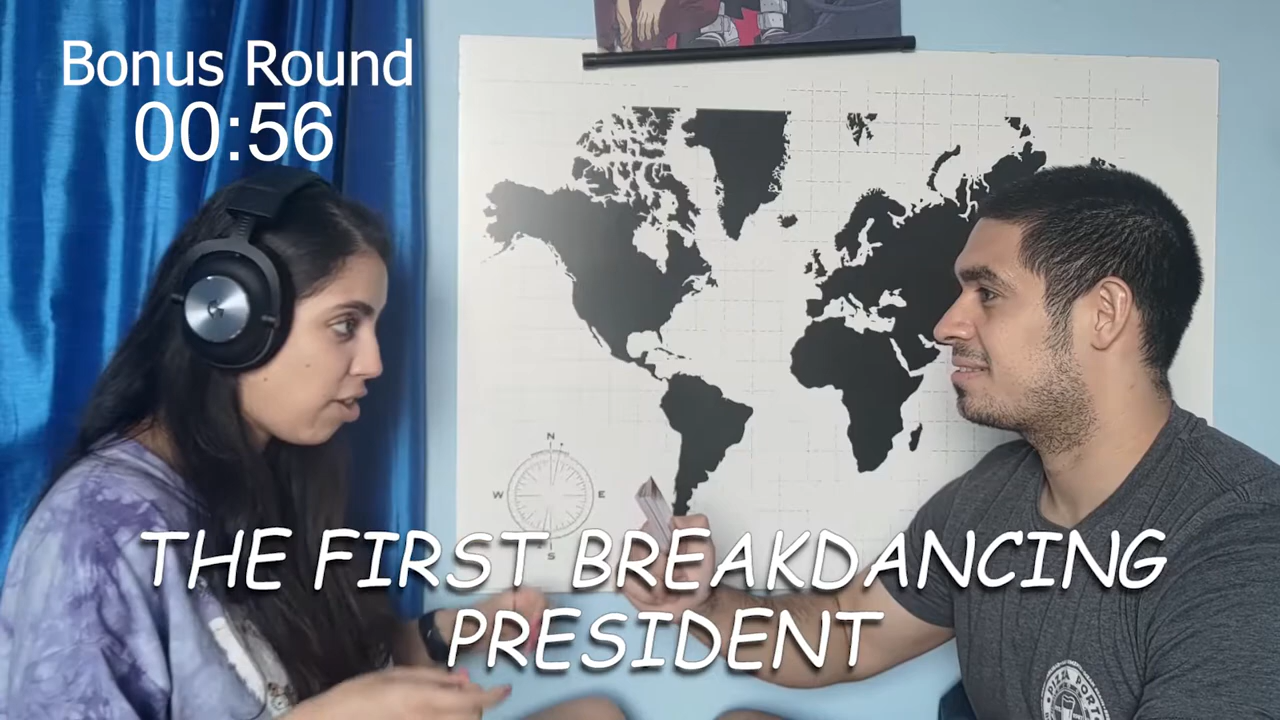 Bonus Round
00:56
N
W
E
S
THE FIRST BREAKDANCING
PRESIDENT